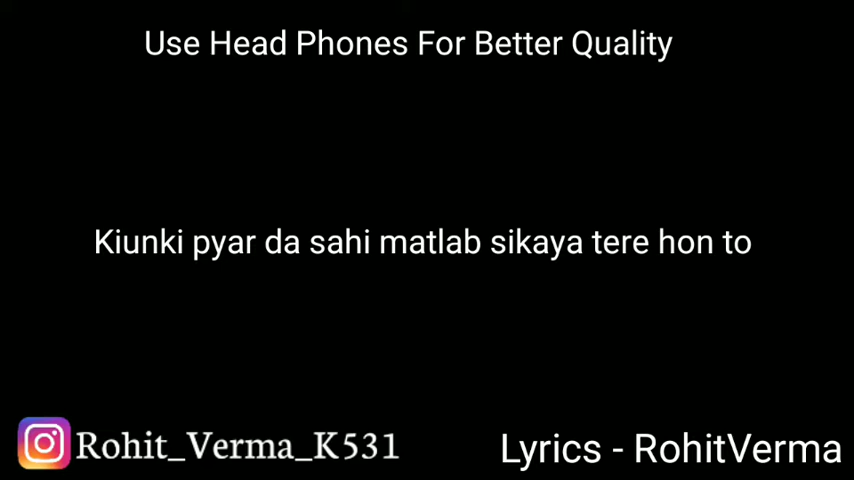 Use Head Phones For Better Quality
Kiunki pyar da sahi matlab sikaya tere hon to
Rohit_Verma_K531
Lyrics - RohitVerma